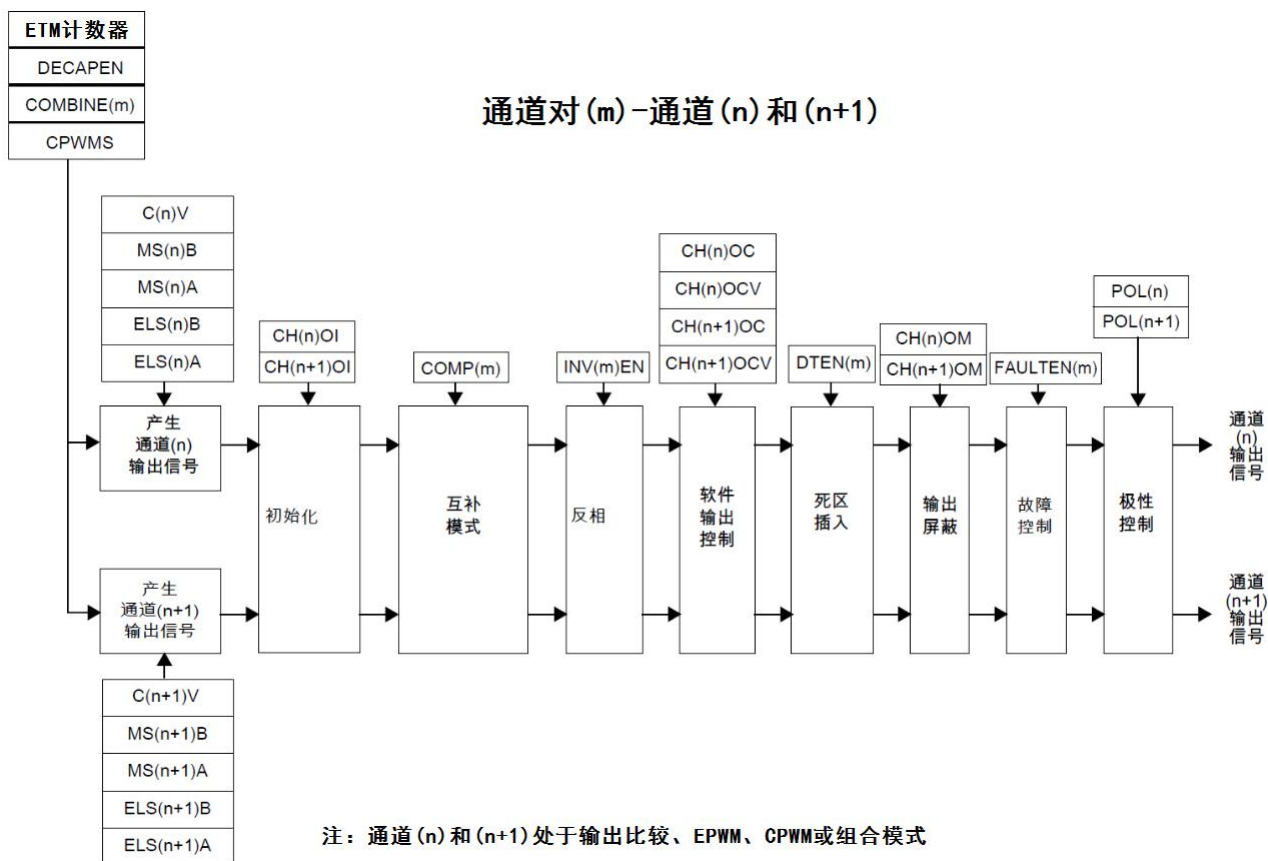 ETM计数器
DECAPEN
COMBINE(m)
CPWMS
通道对(m)-通道(n)和(n+1)
C(n)V
MS(n)B
MS(n)A
ELS(n)B
ELS(n)A
CH(n)OI
CH(n+1)OI
COMP(m)
INV(m)EN
CH(n)OC
CH(n)OCV
CH(n+1)OC
CH(n+1)OCV
DTEN(m)
CH(n)OM
CH(n+1)OM
FAULTEN(m)
POL(n)
POL(n+1)
产生
通道(n)
输出信号
产生
通道(n+1)
输出信号
初始化
互补
模式
反相
软件
输出
控制
死区
插入
输出
屏蔽
故障
控制
极性
控制
通道
(n)
输出
信号
通道
(n+1)
输出
信号
C(n+1)V
MS(n+1)B
MS(n+1)A
ELS(n+1)B
ELS(n+1)A
注：通道(n)和(n+1)处于输出比较、EPWM、CPWM或组合模式